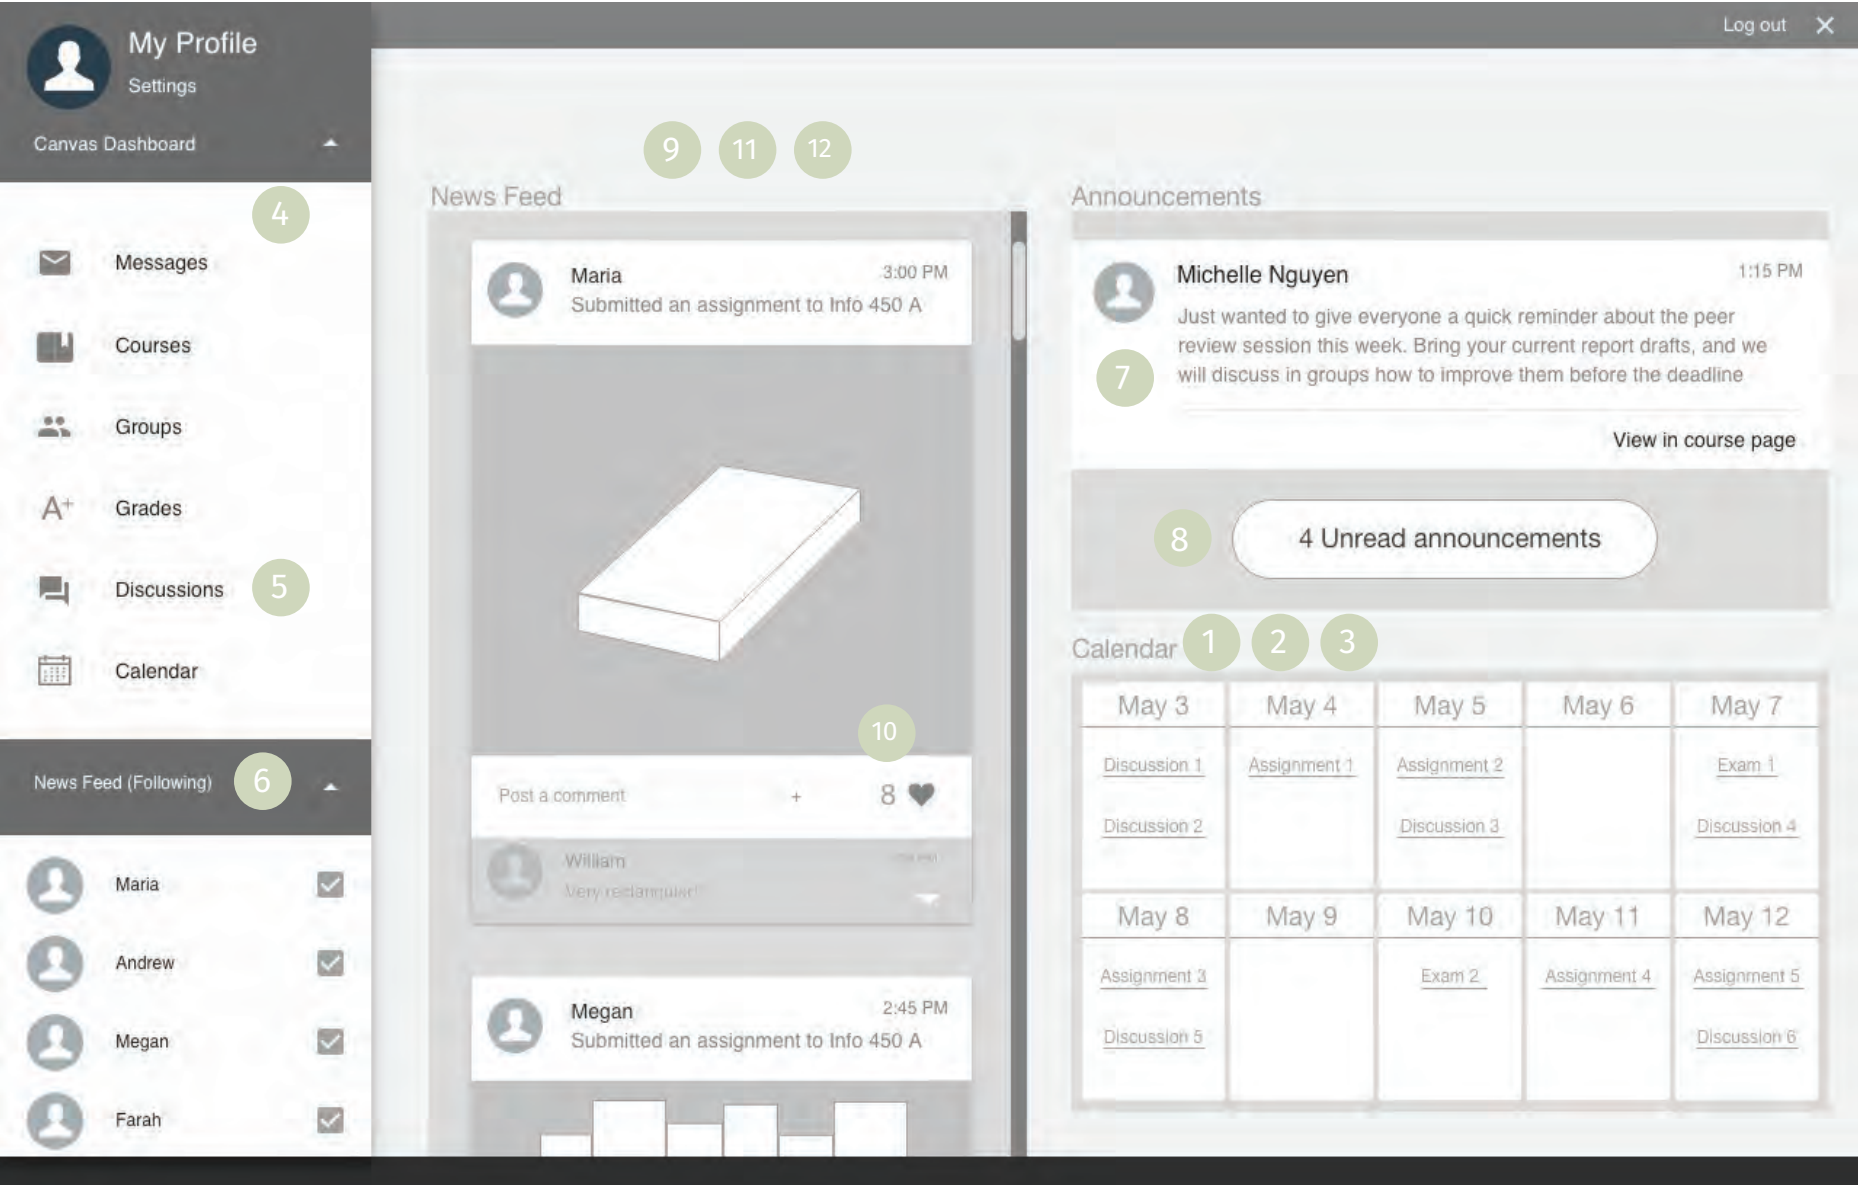 My Profile
Settings
Canvas Dashboard
4
Messages
Courses
Groups
A+ Grades
Discussions 5
Calendar
News Feed (Following) 6
Maria
Andrew
Megan
Farah
Log out
9 11 12
News Feed
Maria 3:00 PM
Submitted an assignment to Info 450 A
10
Post a comment + 8
William
Very rectangular!
Megan 2:45 PM
Submitted an assignment to Info 450 A
Announcements
Michelle Nguyen 1:15 PM
Just wanted to give everyone a quick reminder about the peer
review session this week. Bring your current report drafts, and we
7 will discuss in groups how to improve them before the deadline
View in course page
8 4 Unread announcements
Calendar 1 2 3
May 3 May 4 May 5 May 6 May 7
Discussion 1 Assignment 1 Assignment 2 Exam 1
Discussion 2 Discussion 3 Discussion 4
May 8 May 9 May 10 May 11 May 12
Assignment 3 Exam 2 Assignment 4 Assignment 5
Discussion 5 Discussion 6